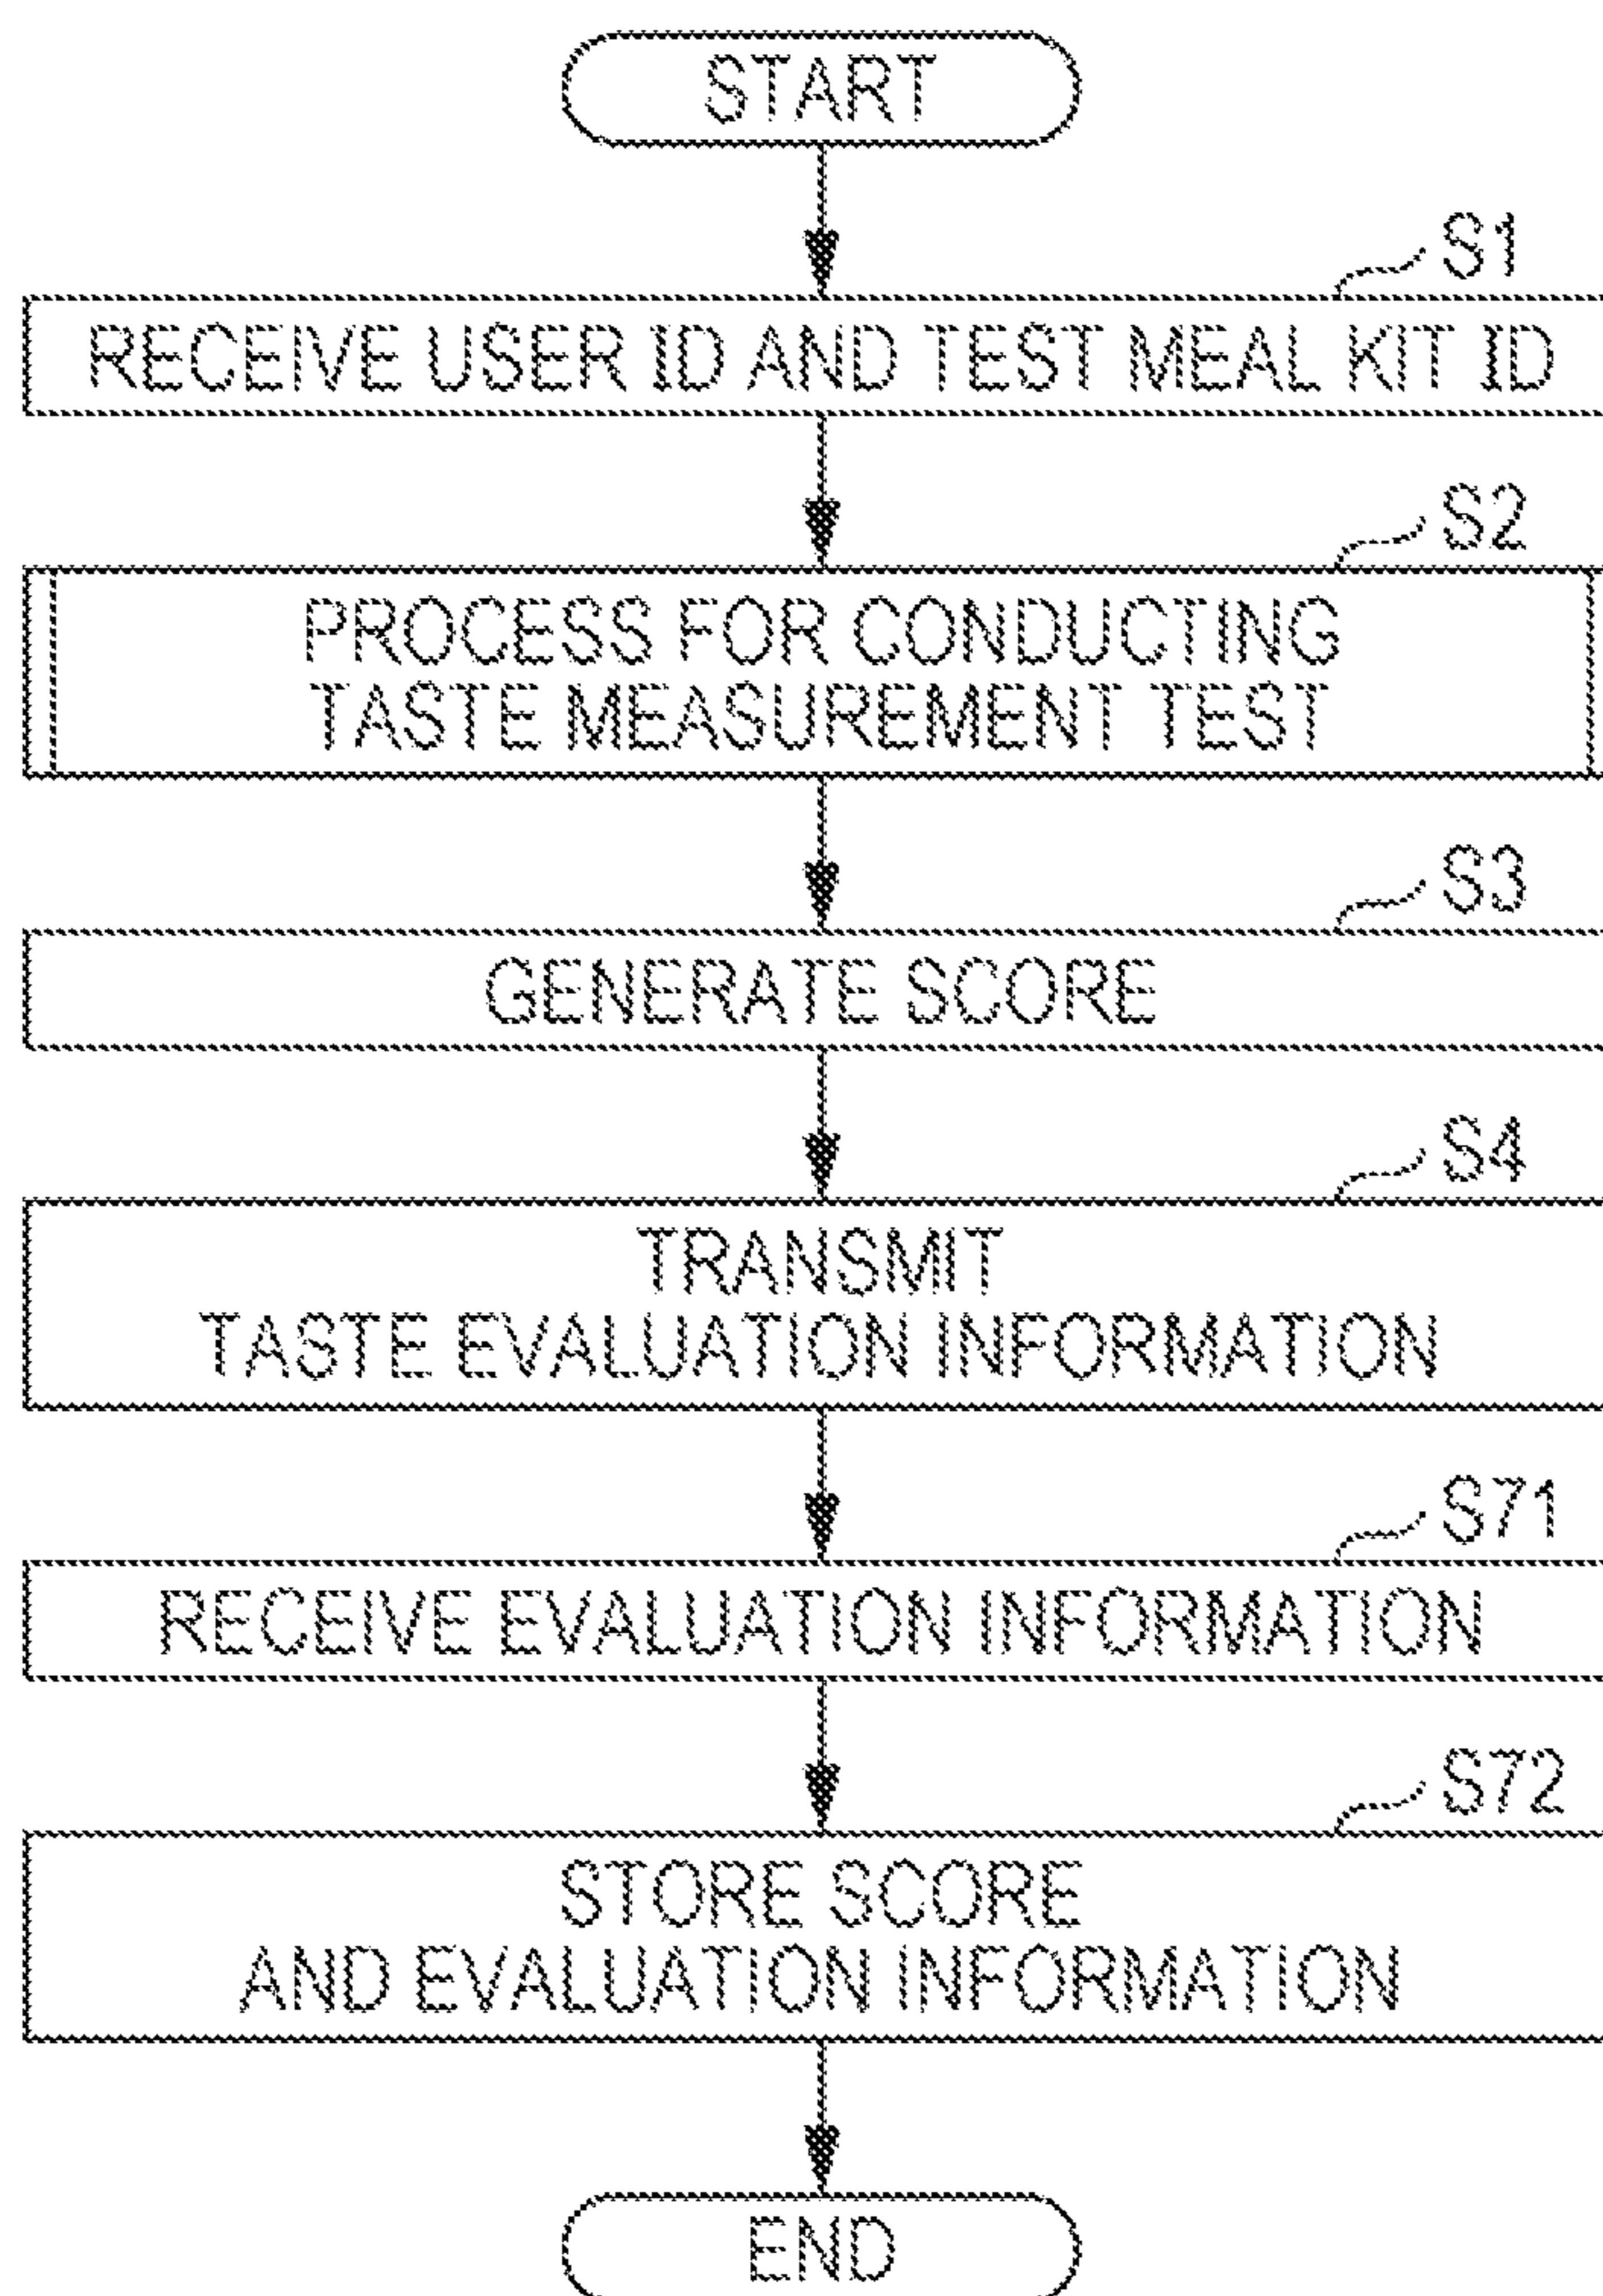 START
S1
RECEIVE USER ID AND TEST MEAL KIT ID
S2
PROCESS FOR CONDUCTING
TASTE MEASUREMENT TEST
S3
GENERATE SCORE
S4
TRANSMIT
TASTE EVALUATION INFORMATION
S71
RECEIVE EVALUATION INFORMATION
S72
STORE SCORE
AND EVALUATION INFORMATION
END